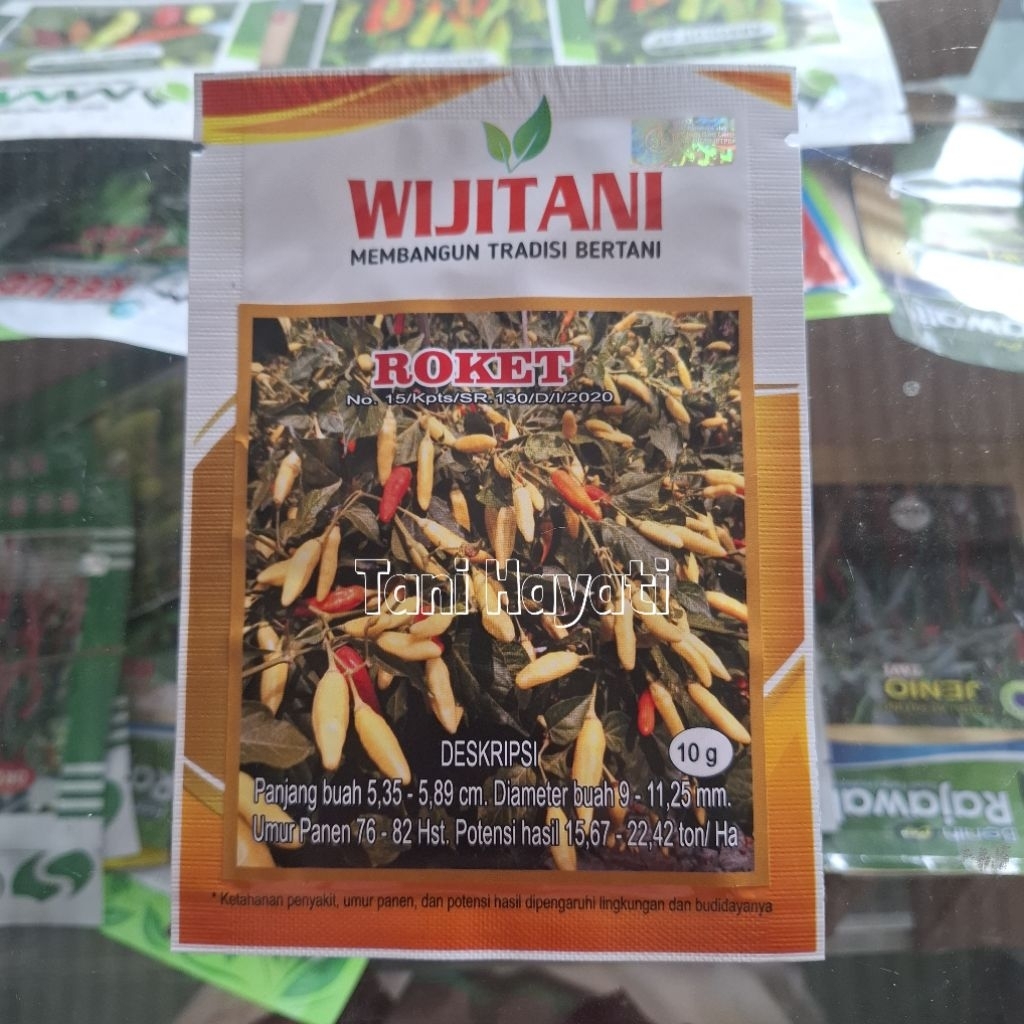 WIJITANI
MEMBANGUN TRADISI BERTANI
ROKET
No. 15/Kpts/SR.130/D/I/2020
Tani Hayati
DESKRIPSI
10 g
Panjang buah 5,35 - 5,89 cm. Diameter buah 9 - 11,25 mm.
Umur Panen 76 - 82 Hst. Potensi hasil 15,67 - 22,42 ton/ Ha
* Ketahanan penyakit, umur panen, dan potensi hasil dipengaruhi lingkungan dan budidayanya
JENIO
Benih